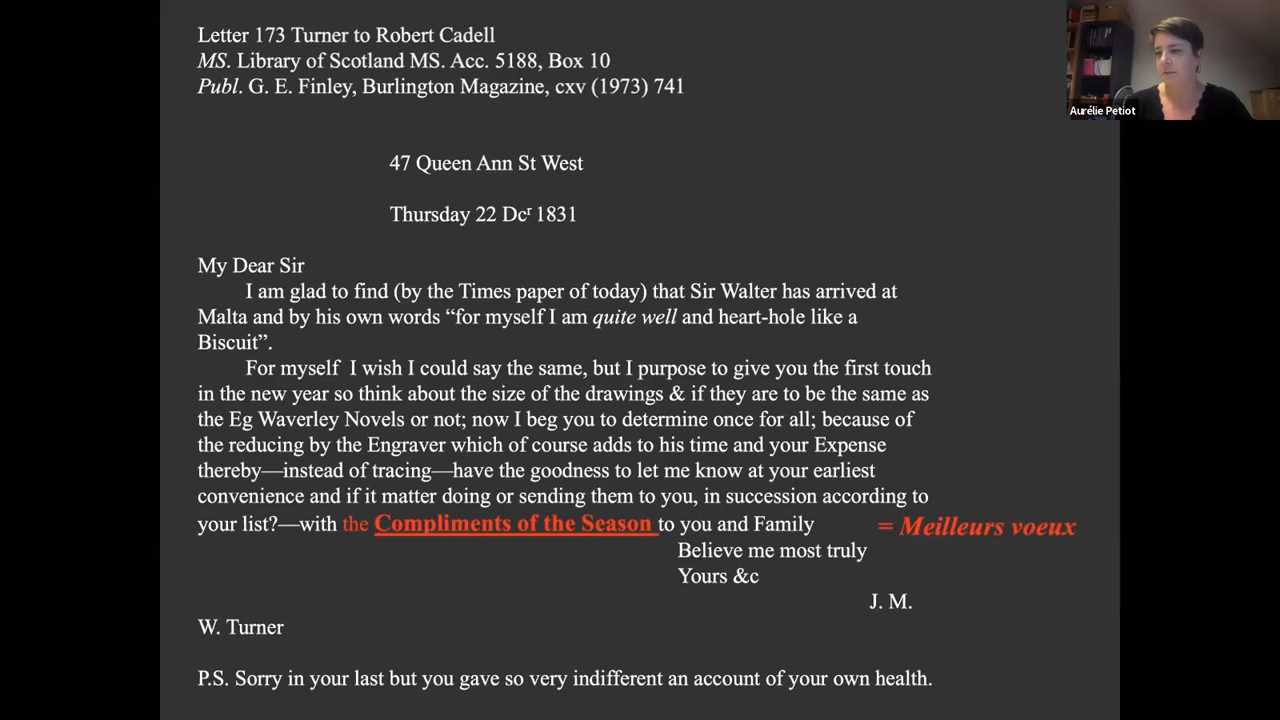 Letter 173 Turner to Robert Cadell
MS. Library of Scotland MS. Acc. 5188, Box 10
Publ. G. E. Finley, Burlington Magazine, cxv (1973) 741
Aurélie Petiot
47 Queen Ann St West
Thursday 22 Dcʳ 1831
My Dear Sir
I am glad to find (by the Times paper of today) that Sir Walter has arrived at
Malta and by his own words “for myself I am quite well and heart-hole like a
Biscuit”.
For myself I wish I could say the same, but I purpose to give you the first touch
in the new year so think about the size of the drawings & if they are to be the same as
the Eg Waverley Novels or not; now I beg you to determine once for all; because of
the reducing by the Engraver which of course adds to his time and your Expense
thereby—instead of tracing—have the goodness to let me know at your earliest
convenience and if it matter doing or sending them to you, in succession according to
your list?—with the Compliments of the Season to you and Family = Meilleurs voeux
Believe me most truly
Yours &c
J. M.
W. Turner
P.S. Sorry in your last but you gave so very indifferent an account of your own health.